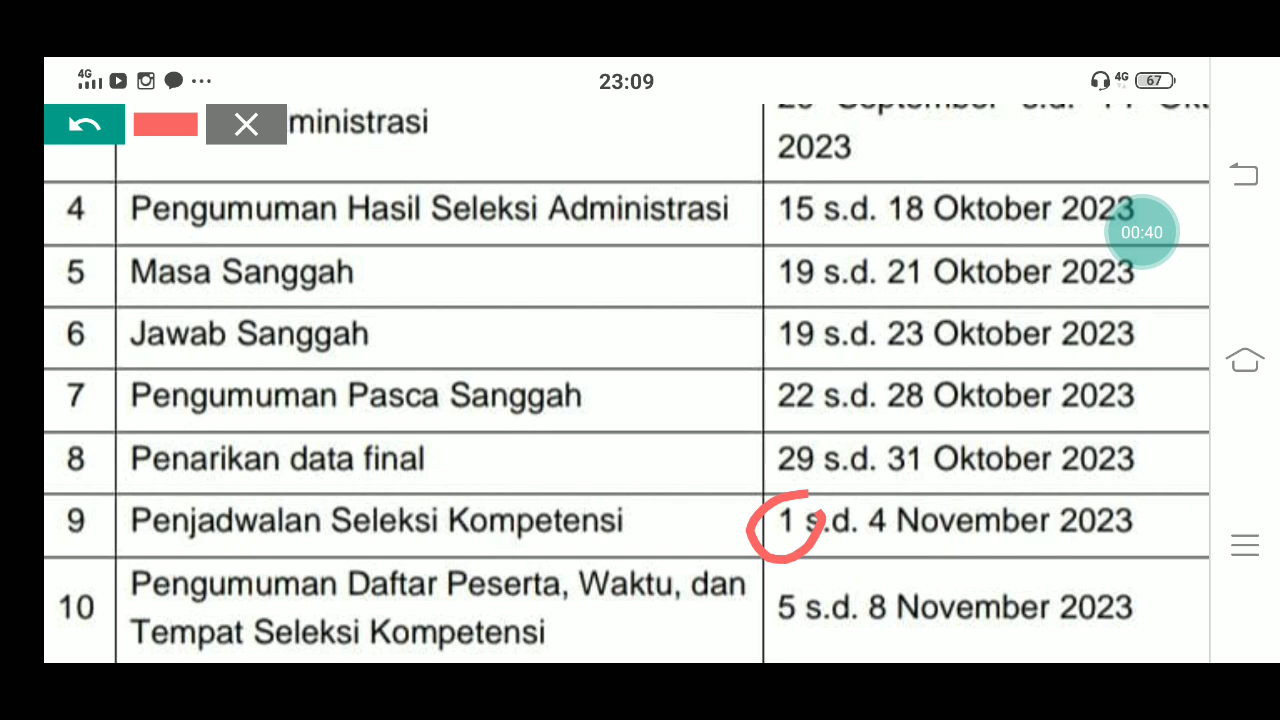 4G 23:09 4G 67
ministrasi
2023
4 Pengumuman Hasil Seleksi Administrasi 15 s.d. 18 Oktober 2023
00:40
5 Masa Sanggah 19 s.d. 21 Oktober 2023
6 Jawab Sanggah 19 s.d. 23 Oktober 2023
7 Pengumuman Pasca Sanggah 22 s.d. 28 Oktober 2023
8 Penarikan data final 29 s.d. 31 Oktober 2023
9 Penjadwalan Seleksi Kompetensi 1 s.d. 4 November 2023
10 Pengumuman Daftar Peserta, Waktu, dan
Tempat Seleksi Kompetensi 5 s.d. 8 November 2023